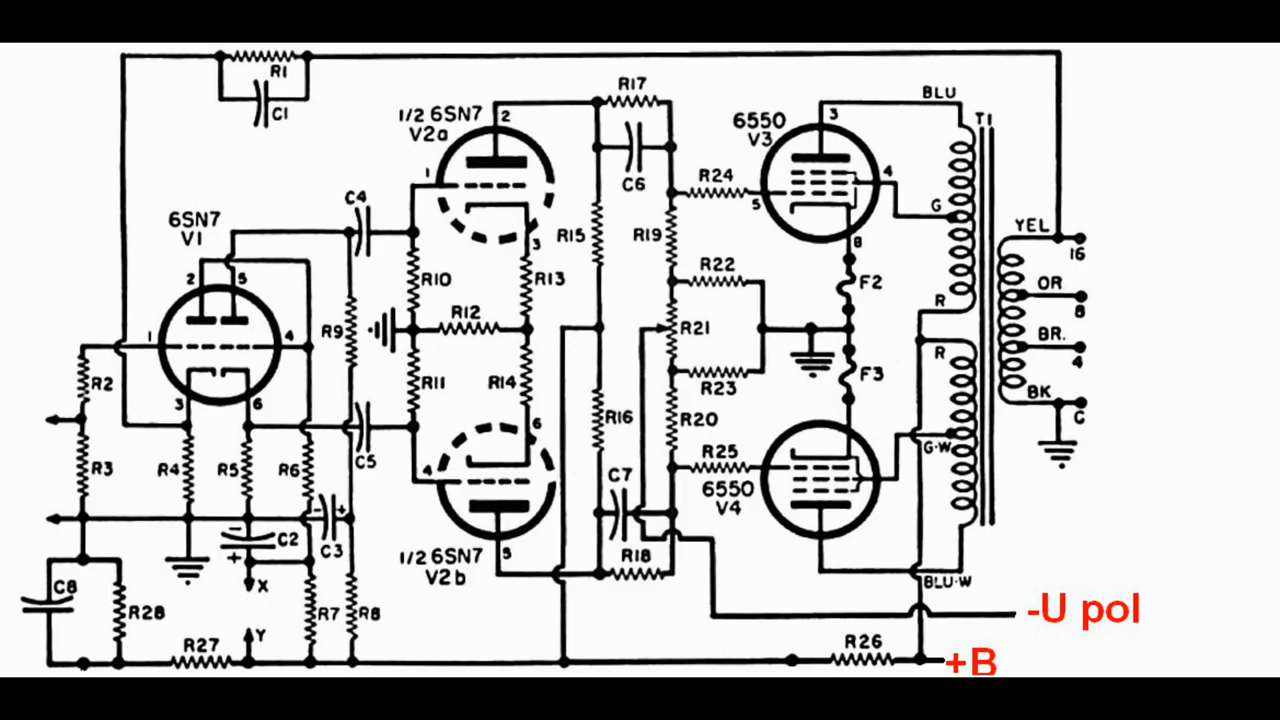 R1
C1
1/2 6SN7
V2a
2
1
3
R17
C6
6550
V3
3
4
5
8
BLU
T1
R24
G
C4
6SN7
V1
2
5
1
4
3
6
R15
R19
YEL
16
R10
R13
R22
F2
OR
8
R
R9
R12
R21
R
BR.
4
R2
R11
R14
R23
F3
BK
C
R16
R20
G·W
R3
R4
R5
R6
C5
4
6
R25
6550
V4
C7
- +
C3
-
C2
+
X
1/2 6SN7
V2b
5
R18
BLU·W
C8
R28
R7
R8
-U pol
Y
R27
R26
+B